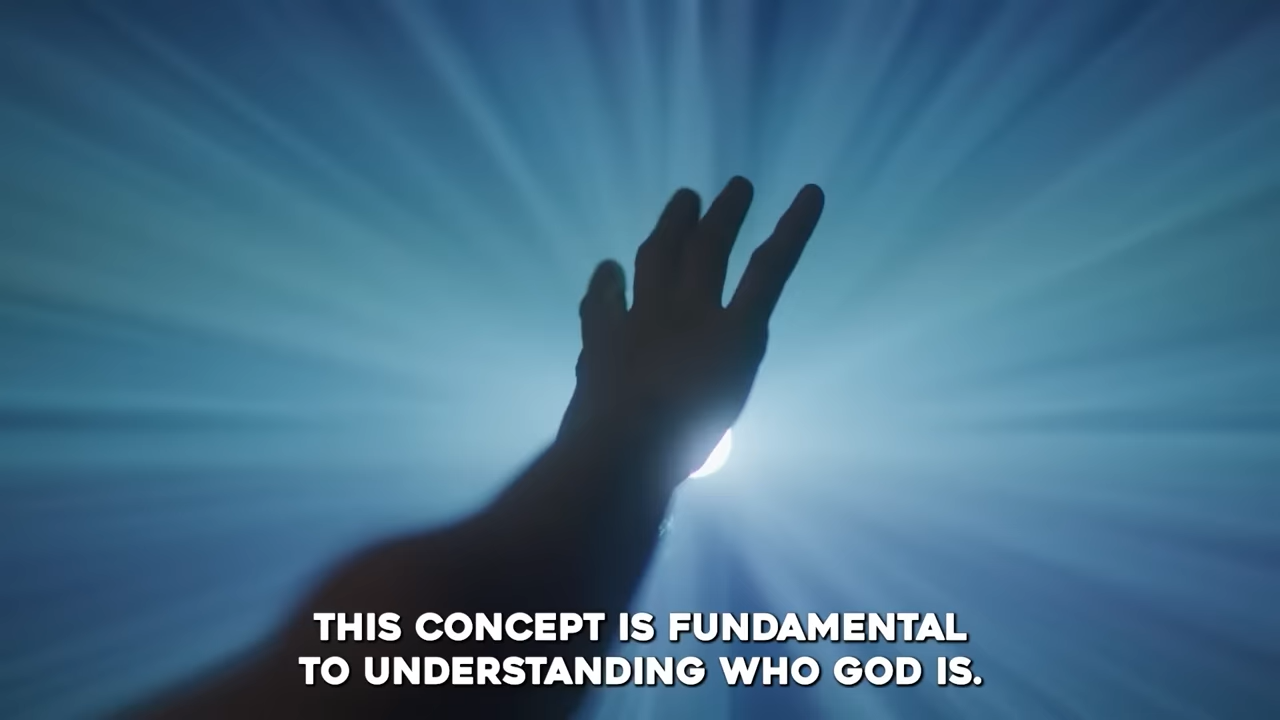 THIS CONCEPT IS FUNDAMENTAL
TO UNDERSTANDING WHO GOD IS.